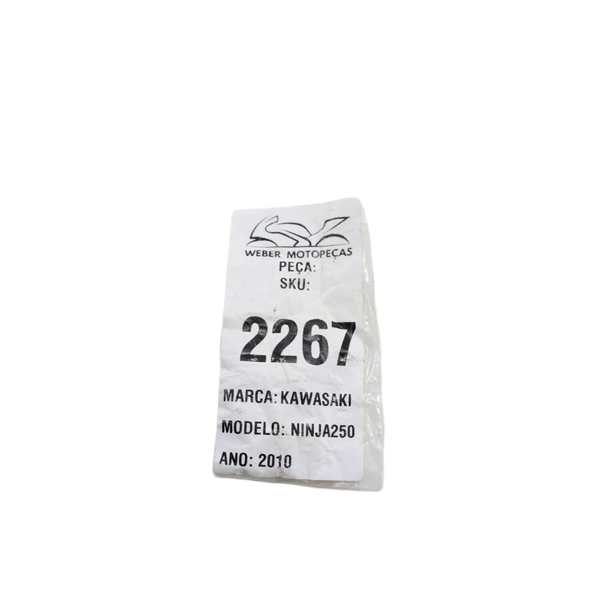 WEBER MOTOPEÇAS
PEÇA:
SKU:
2267
MARCA: KAWASAKI
MODELO: NINJA250
ANO: 2010